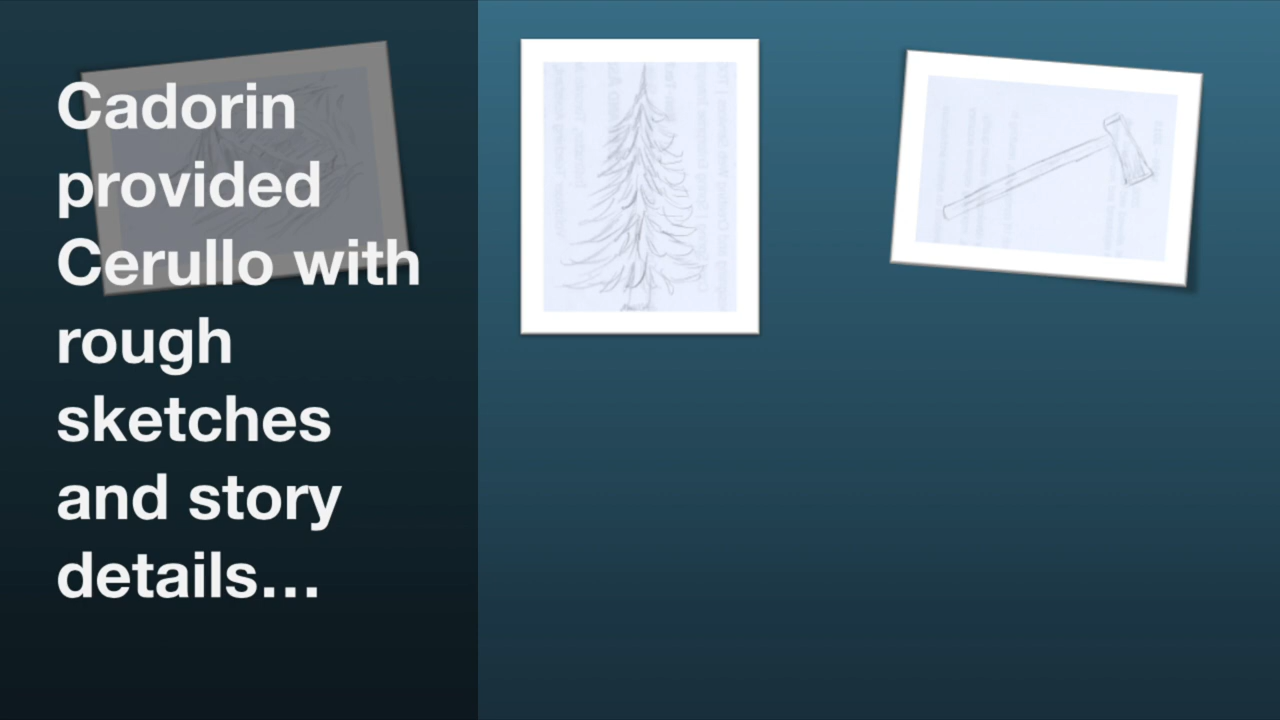 Cadorin
provided
Cerullo with
rough
sketches
and story
details…